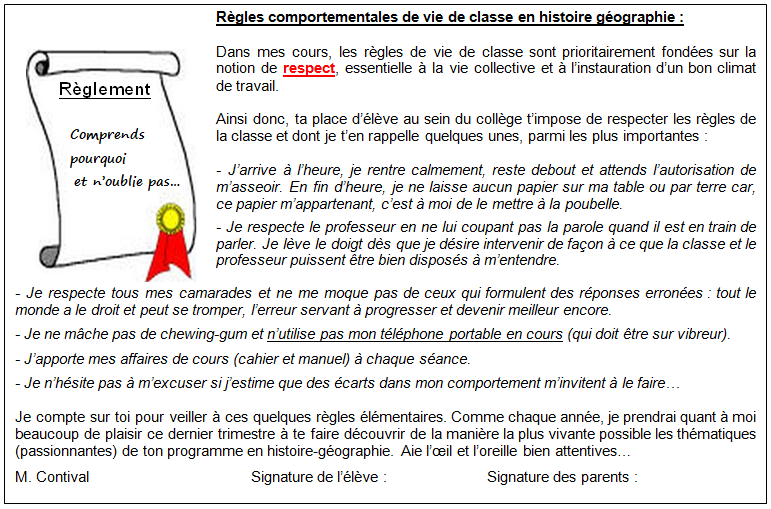 Règles comportementales de vie de classe en histoire géographie :
Dans mes cours, les règles de vie de classe sont prioritairement fondées sur la
notion de respect, essentielle à la vie collective et à l’instauration d’un bon climat
de travail.
Règlement
Comprends
pourquoi
et n’oublie pas...
Ainsi donc, ta place d’élève au sein du collège t’impose de respecter les règles de
la classe et dont je t’en rappelle quelques unes, parmi les plus importantes :
- J’arrive à l’heure, je rentre calmement, reste debout et attends l’autorisation de
m’asseoir. En fin d’heure, je ne laisse aucun papier sur ma table ou par terre car,
ce papier m’appartenant, c’est à moi de le mettre à la poubelle.
- Je respecte le professeur en ne lui coupant pas la parole quand il est en train de
parler. Je lève le doigt dès que je désire intervenir de façon à ce que la classe et le
professeur puissent être bien disposés à m’entendre.
- Je respecte tous mes camarades et ne me moque pas de ceux qui formulent des réponses erronées : tout le
monde a le droit et peut se tromper, l’erreur servant à progresser et devenir meilleur encore.
- Je ne mâche pas de chewing-gum et n’utilise pas mon téléphone portable en cours (qui doit être sur vibreur).
- J’apporte mes affaires de cours (cahier et manuel) à chaque séance.
- Je n’hésite pas à m’excuser si j’estime que des écarts dans mon comportement m’invitent à le faire…
Je compte sur toi pour veiller à ces quelques règles élémentaires. Comme chaque année, je prendrai quant à moi
beaucoup de plaisir ce dernier trimestre à te faire découvrir de la manière la plus vivante possible les thématiques
(passionnantes) de ton programme en histoire-géographie. Aie l’œil et l’oreille bien attentives…
M. Contival Signature de l’élève : Signature des parents :